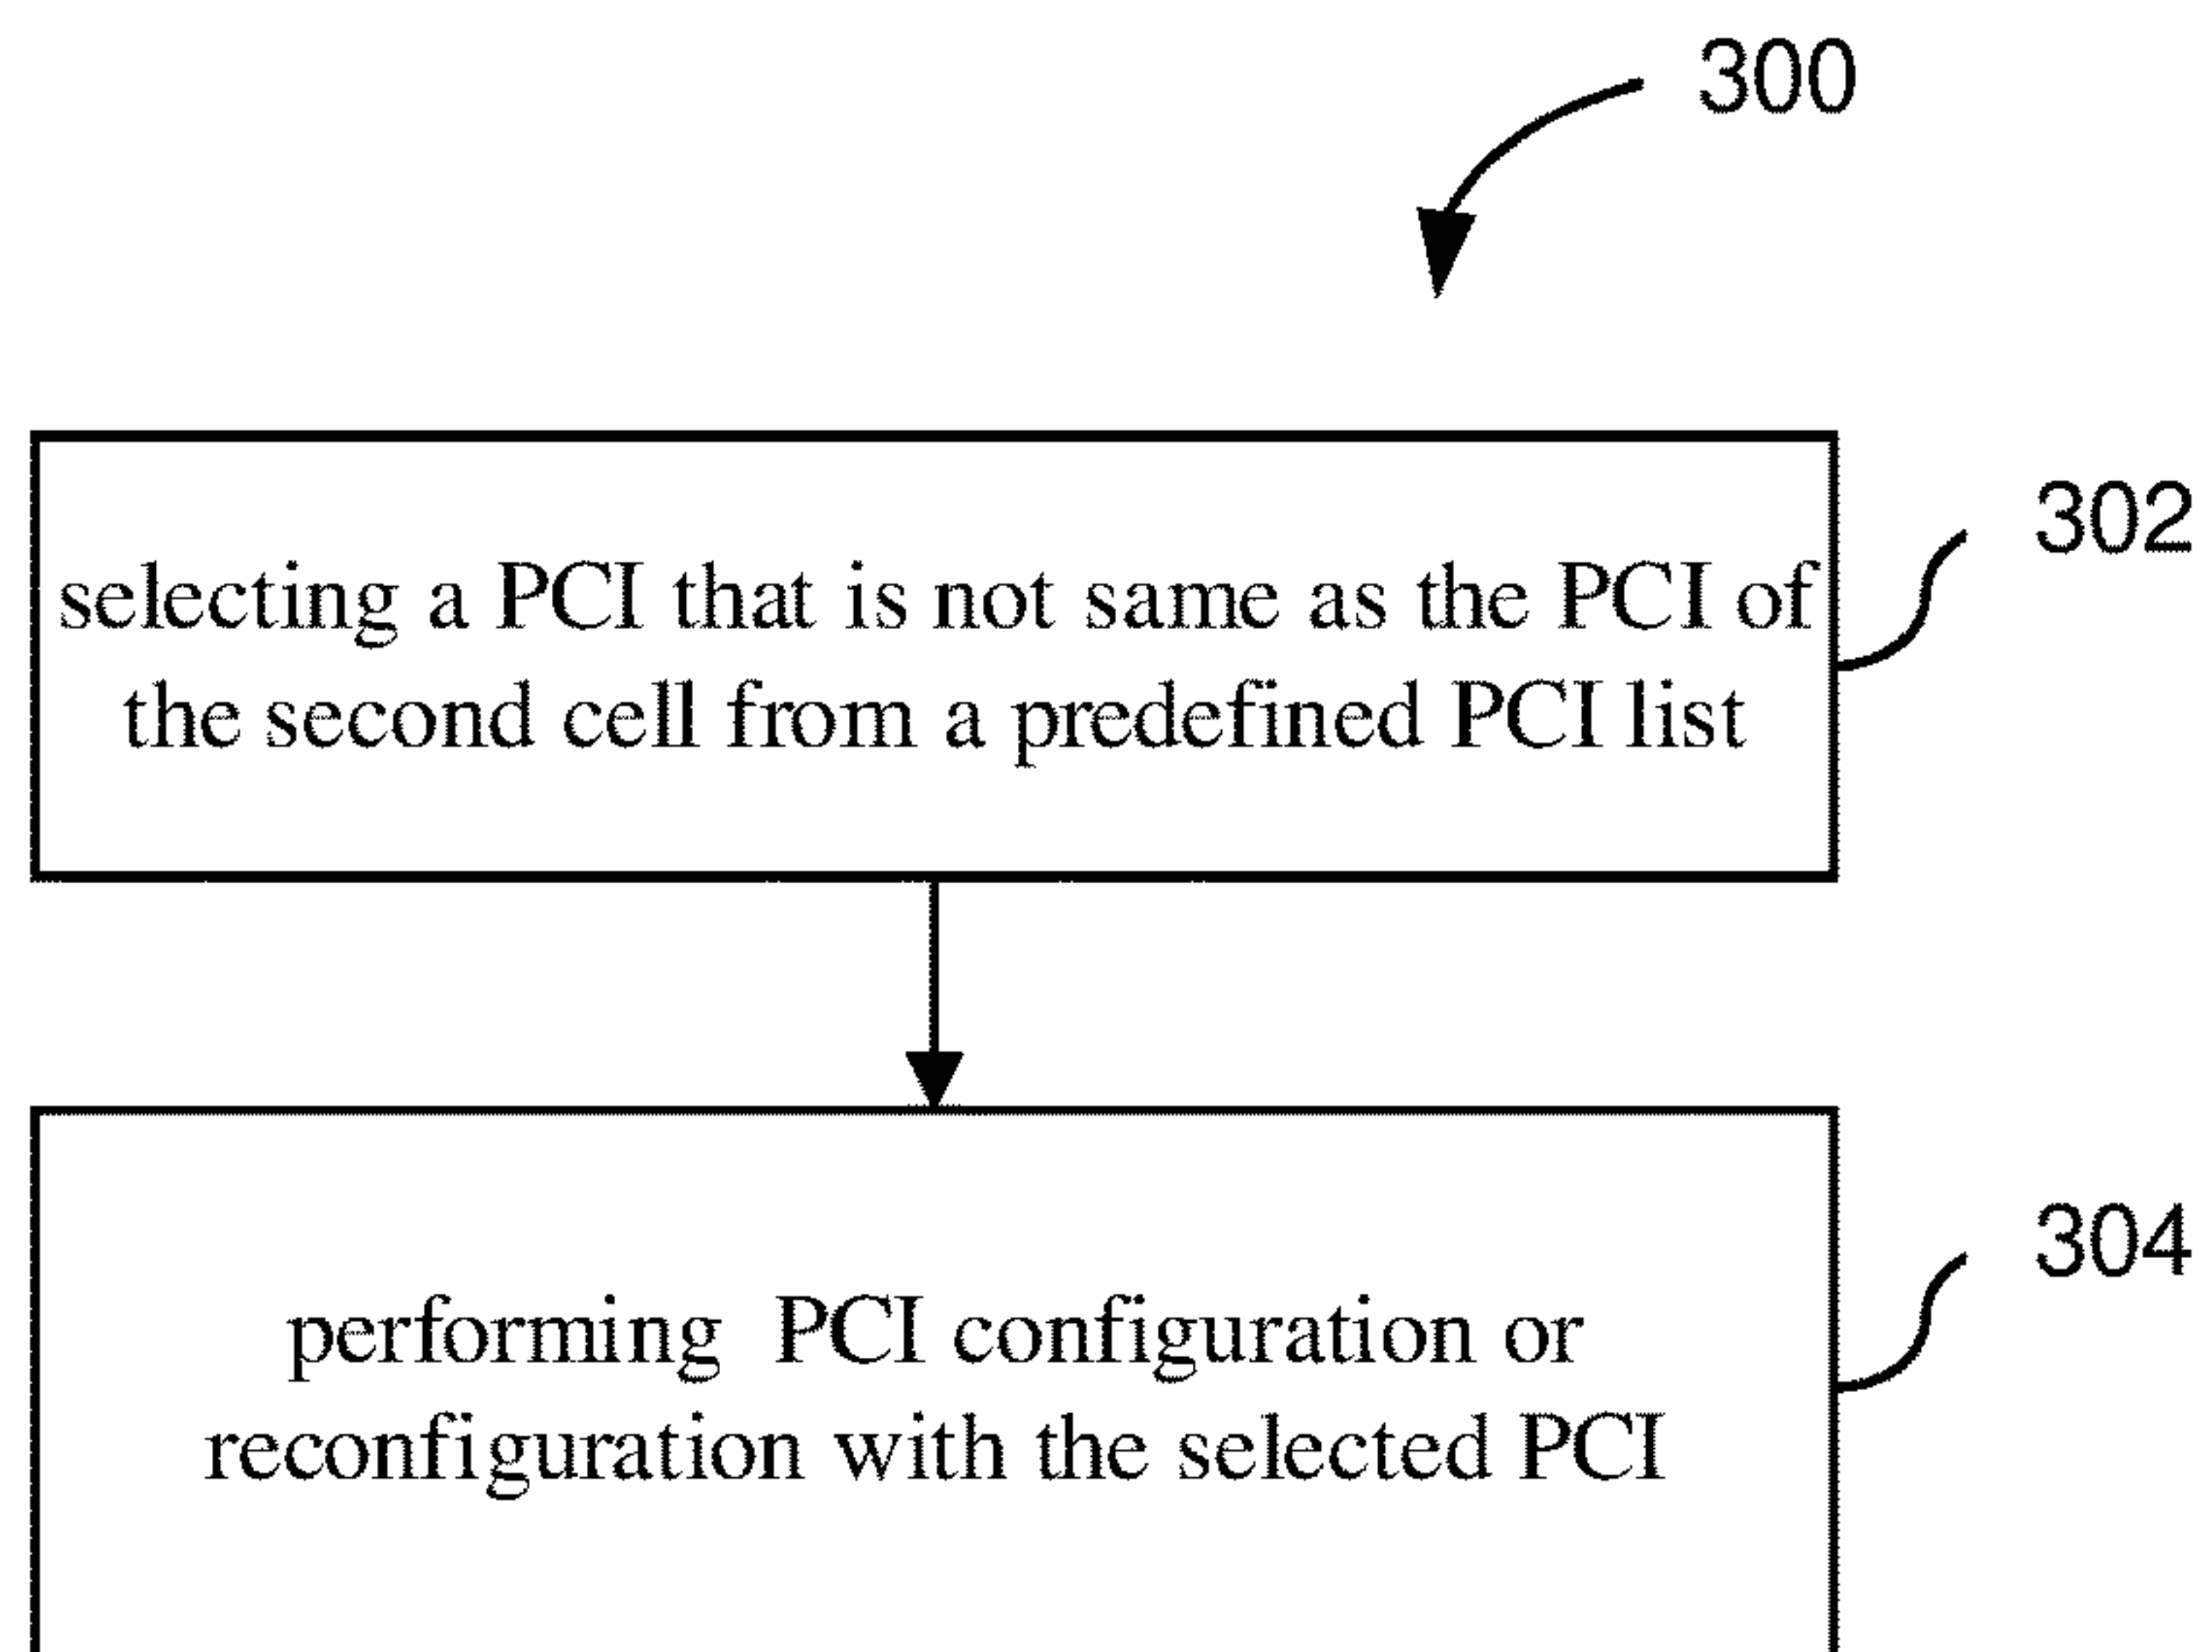 300
302
selecting a PCI that is not same as the PCI of
the second cell from a predefined PCI list
304
performing PCI configuration or
reconfiguration with the selected PCI